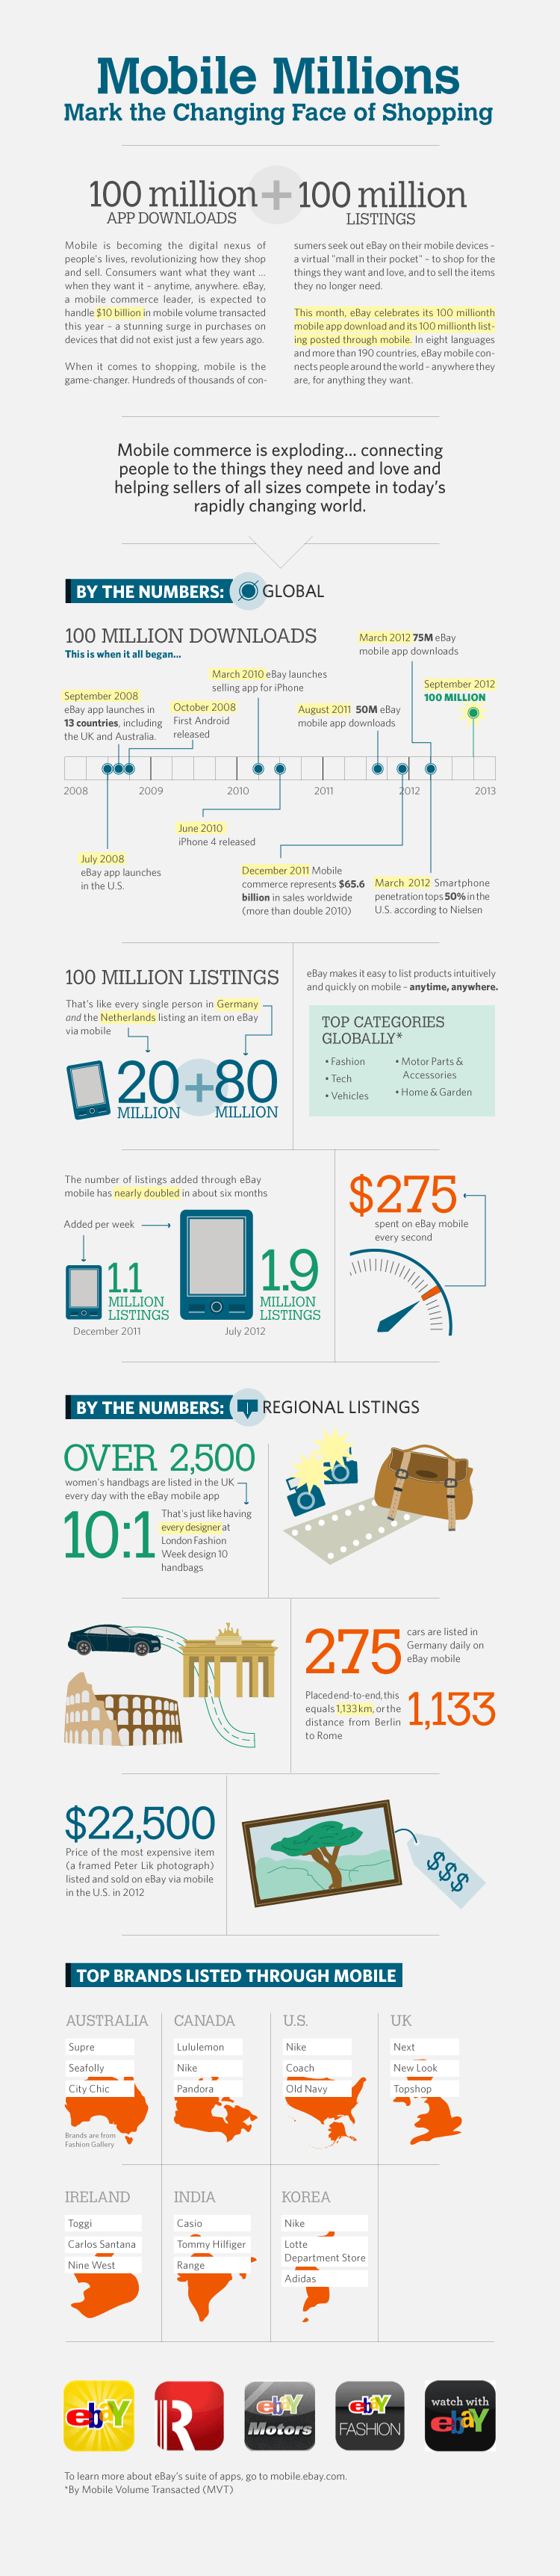 Mobile Millions
Mark the Changing Face of Shopping
100 million + 100 million
APP DOWNLOADS
LISTINGS
Mobile is becoming the digital nexus of
people's lives, revolutionizing how they shop
and sell. Consumers want what they want ...
when they want it – anytime, anywhere. eBay,
a mobile commerce leader, is expected to
handle $10 billion in mobile volume transacted
this year – a stunning surge in purchases on
devices that did not exist just a few years ago.
When it comes to shopping, mobile is the
game-changer. Hundreds of thousands of con-
sumers seek out eBay on their mobile devices –
a virtual "mall in their pocket" – to shop for the
things they want and love, and to sell the items
they no longer need.
This month, eBay celebrates its 100 millionth
mobile app download and its 100 millionth list-
ing posted through mobile. In eight languages
and more than 190 countries, eBay mobile con-
nects people around the world – anywhere they
are, for anything they want.
Mobile commerce is exploding... connecting
people to the things they need and love and
helping sellers of all sizes compete in today's
rapidly changing world.
BY THE NUMBERS: GLOBAL
100 MILLION DOWNLOADS
This is when it all began...
March 2012 75M eBay
mobile app downloads
March 2010 eBay launches
selling app for iPhone
September 2012
100 MILLION
September 2008
eBay app launches in
13 countries, including
the UK and Australia.
October 2008
First Android
released
August 2011 50M eBay
mobile app downloads
2008 2009 2010 2011 2012 2013
June 2010
iPhone 4 released
July 2008
eBay app launches
in the U.S.
December 2011 Mobile
commerce represents $65.6
billion in sales worldwide
(more than double 2010)
March 2012 Smartphone
penetration tops 50% in the
U.S. according to Nielsen
100 MILLION LISTINGS
That's like every single person in Germany
and the Netherlands listing an item on eBay
via mobile
20 + 80
MILLION MILLION
eBay makes it easy to list products intuitively
and quickly on mobile – anytime, anywhere.
TOP CATEGORIES
GLOBALLY*
• Fashion
• Tech
• Vehicles
• Motor Parts &
Accessories
• Home & Garden
The number of listings added through eBay
mobile has nearly doubled in about six months
Added per week
1.1
MILLION
LISTINGS
December 2011
1.9
MILLION
LISTINGS
July 2012
$275
spent on eBay mobile
every second
BY THE NUMBERS: REGIONAL LISTINGS
OVER 2,500
women's handbags are listed in the UK
every day with the eBay mobile app
10:1
That's just like having
every designer at
London Fashion
Week design 10
handbags
275
cars are listed in
Germany daily on
eBay mobile
Placed end-to-end, this
equals 1,133 km, or the
distance from Berlin
to Rome
1,133
$22,500
Price of the most expensive item
(a framed Peter Lik photograph)
listed and sold on eBay via mobile
in the U.S. in 2012
$$$
TOP BRANDS LISTED THROUGH MOBILE
AUSTRALIA
Supre
Seafolly
City Chic
Brands are from
Fashion Gallery
CANADA
Lululemon
Nike
Pandora
U.S.
Nike
Coach
Old Navy
UK
Next
New Look
Topshop
IRELAND
Toggi
Carlos Santana
Nine West
INDIA
Casio
Tommy Hilfiger
Range
KOREA
Nike
Lotte
Department Store
Adidas
ebaY
R
ebaY
Motors
ebaY
FASHION
watch with
ebaY
To learn more about eBay's suite of apps, go to mobile.ebay.com.
*By Mobile Volume Transacted (MVT)